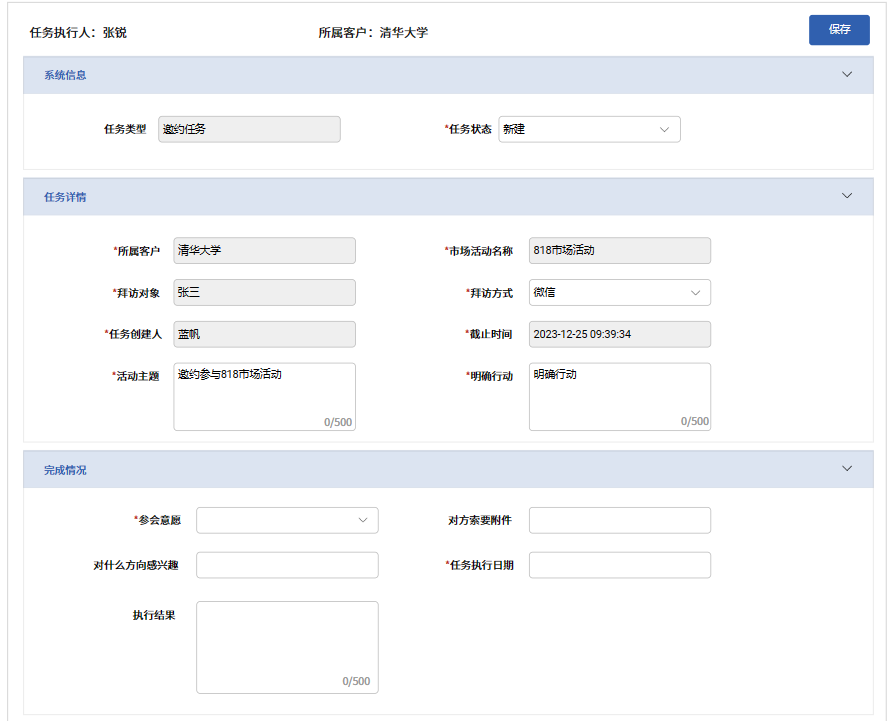 任务执行人：张锐 所属客户：清华大学 保存
系统信息
任务类型 邀约任务 *任务状态 新建
任务详情
*所属客户 清华大学 *市场活动名称 818市场活动
*拜访对象 张三 *拜访方式 微信
*任务创建人 蓝帆 *截止时间 2023-12-25 09:39:34
*活动主题 邀约参与818市场活动 *明确行动 明确行动
0/500 0/500
完成情况
*参会意愿 对方索要附件
对什么方向感兴趣 *任务执行日期
执行结果
0/500